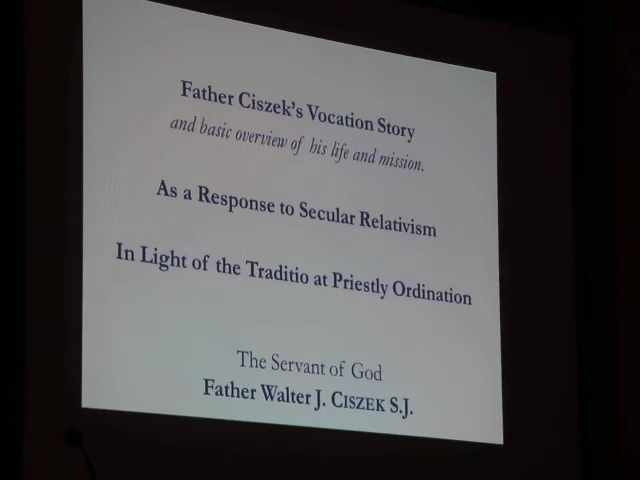 Father Ciszek's Vocation Story
and basic overview of his life and mission.
As a Response to Secular Relativism
In Light of the Traditio at Priestly Ordination
The Servant of God
Father Walter J. CISZEK S.J.